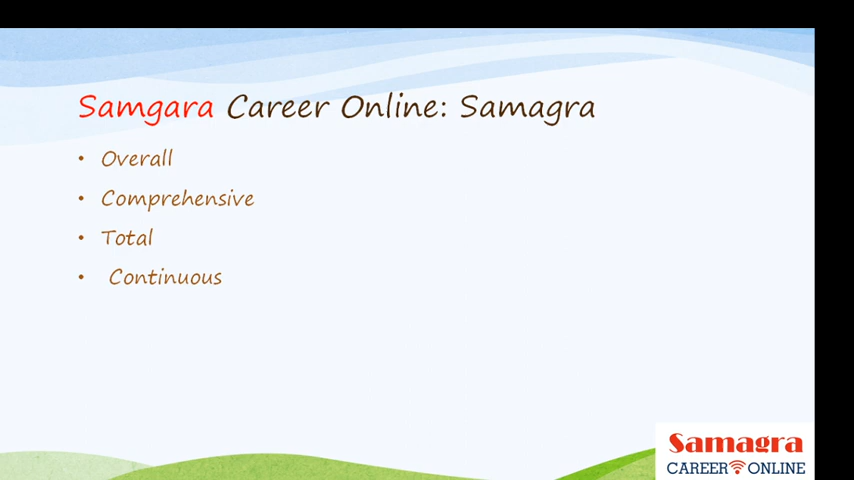 Samgara Career Online: Samagra
• Overall
• Comprehensive
• Total
• Continuous
Samagra
CAREER ONLINE